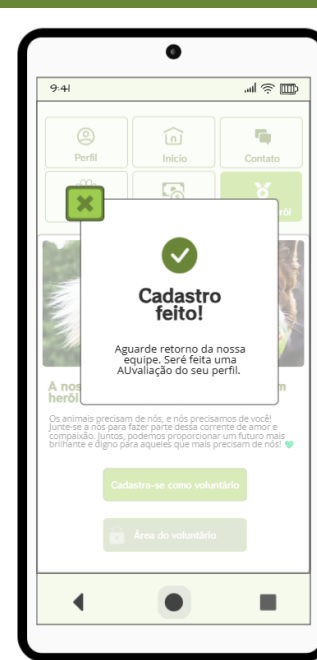 9:41
Perfil
Início
Contato
rói
Cadastro
feito!
Aguarde retorno da nossa
equipe. Seré feita uma
AUvaliação do seu perfil.
A nos
m
herói
Os animais precisam de nós, e nós precisamos de você!
Junte-se a nós para fazer parte dessa corrente de amor e
compaixão. Juntos, podemos proporcionar um futuro mais
brilhante e digno para aqueles que mais precisam de nós! 💚
Cadastra-se como voluntário
Área do voluntário